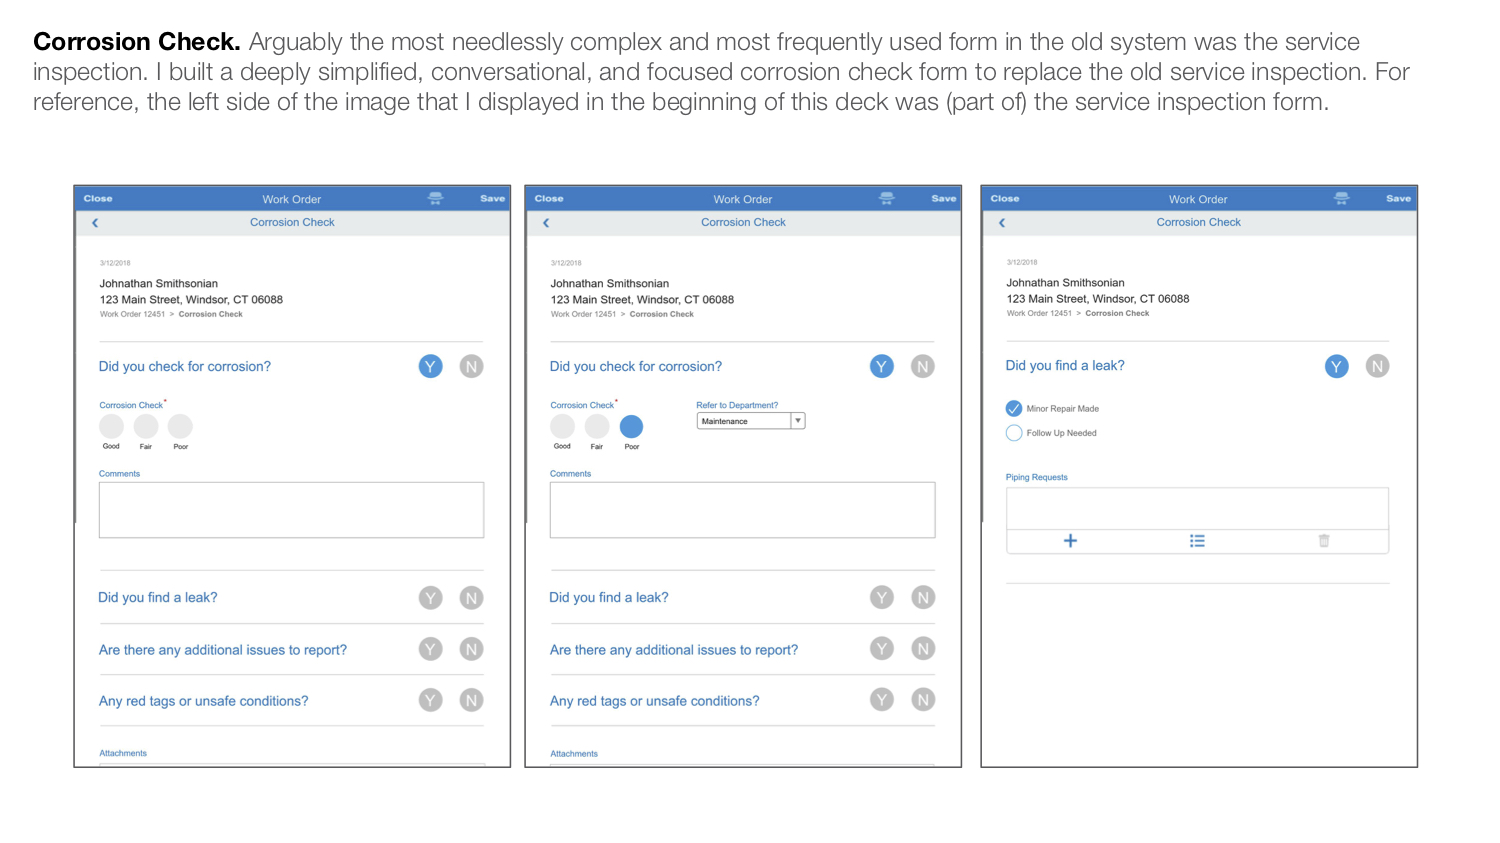 Corrosion Check. Arguably the most needlessly complex and most frequently used form in the old system was the service
inspection. I built a deeply simplified, conversational, and focused corrosion check form to replace the old service inspection. For
reference, the left side of the image that I displayed in the beginning of this deck was (part of) the service inspection form.
Close Work Order Save
Corrosion Check
3/12/2018
Johnathan Smithsonian
123 Main Street, Windsor, CT 06088
Work Order 12451 > Corrosion Check
Did you check for corrosion? Y N
Corrosion Check*
Good Fair Poor
Comments
Did you find a leak? Y N
Are there any additional issues to report? Y N
Any red tags or unsafe conditions? Y N
Attachments
Close Work Order Save
Corrosion Check
3/12/2018
Johnathan Smithsonian
123 Main Street, Windsor, CT 06088
Work Order 12451 > Corrosion Check
Did you check for corrosion? Y N
Corrosion Check* Refer to Department?
Maintenance
Good Fair Poor
Comments
Did you find a leak? Y N
Are there any additional issues to report? Y N
Any red tags or unsafe conditions? Y N
Attachments
Close Work Order Save
Corrosion Check
3/12/2018
Johnathan Smithsonian
123 Main Street, Windsor, CT 06088
Work Order 12451 > Corrosion Check
Did you find a leak? Y N
Minor Repair Made
Follow Up Needed
Piping Requests